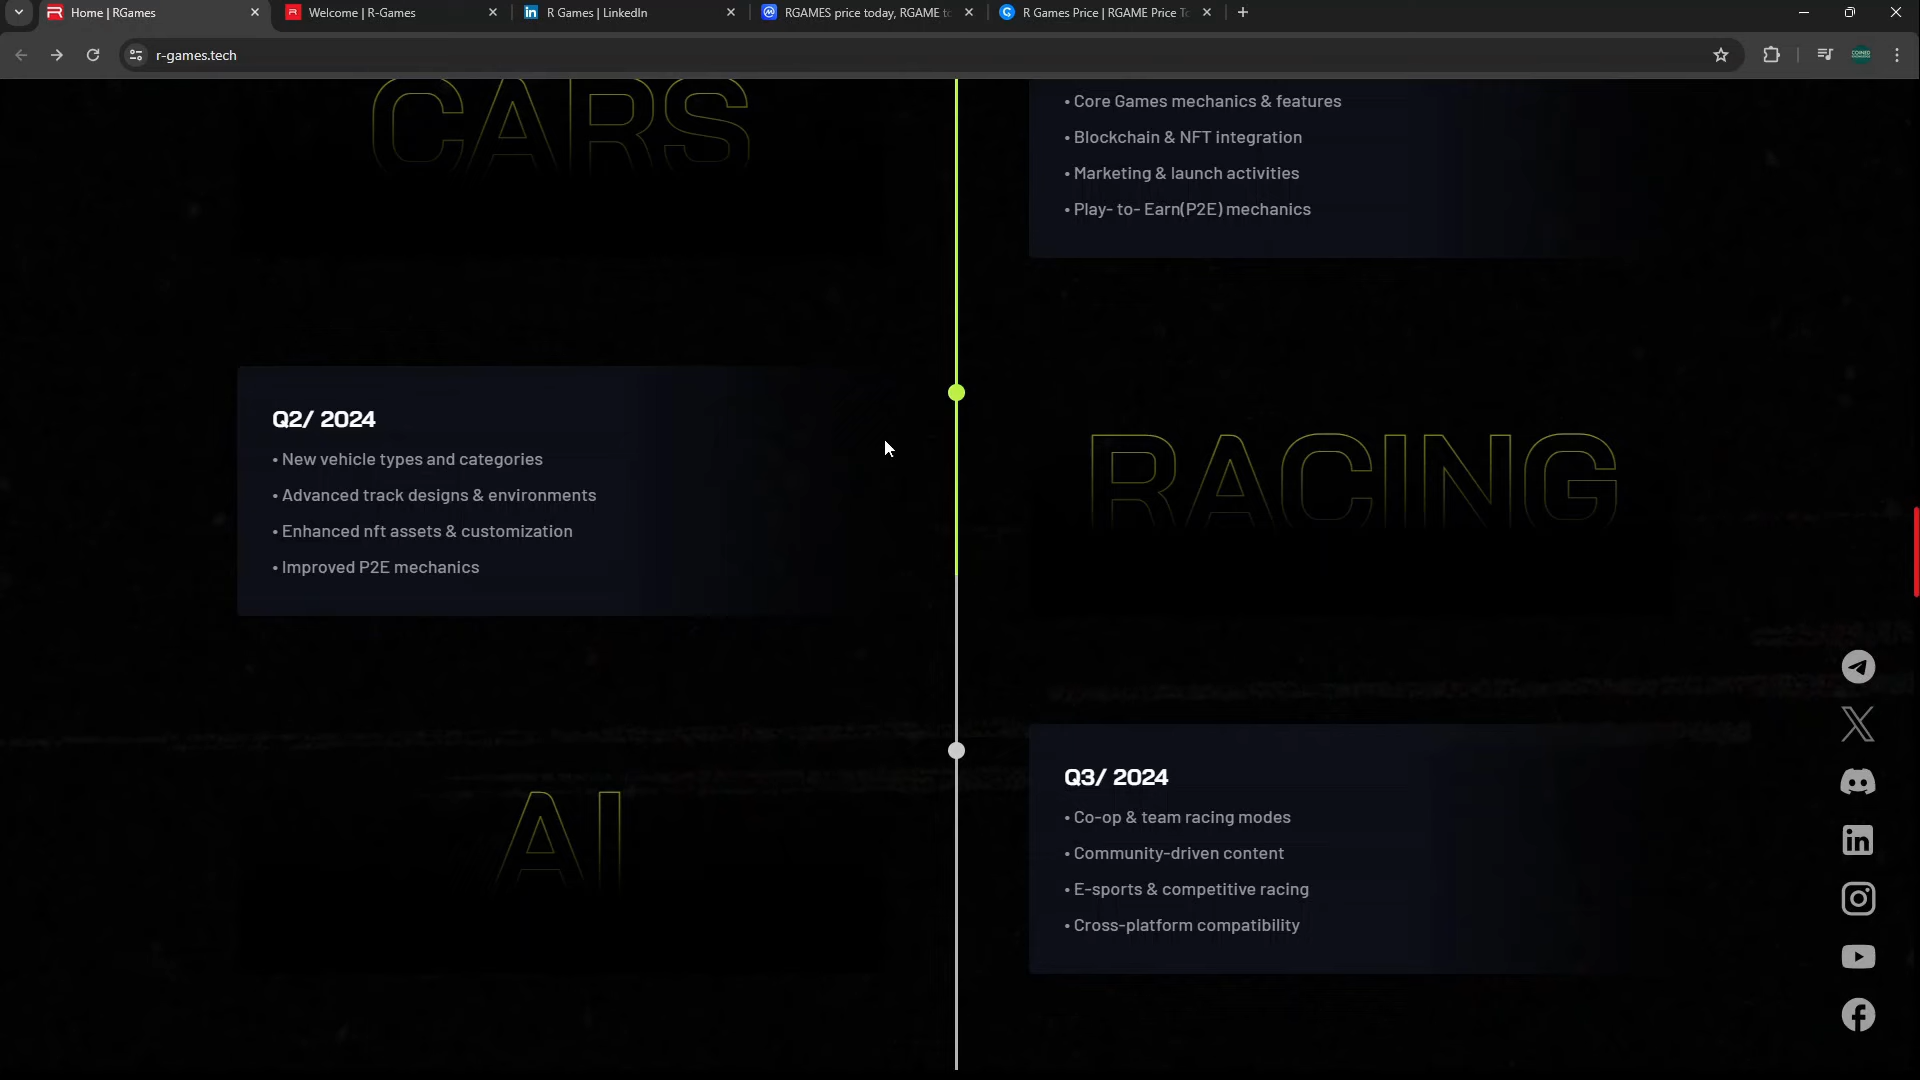 Home | RGames
Welcome | R-Games
R Games | LinkedIn
RGAMES price today, RGAME to
R Games Price | RGAME Price To
r-games.tech
CARS
• Core Games mechanics & features
• Blockchain & NFT integration
• Marketing & launch activities
• Play- to- Earn(P2E) mechanics
Q2/ 2024
• New vehicle types and categories
• Advanced track designs & environments
• Enhanced nft assets & customization
• Improved P2E mechanics
RACING
AI
Q3/ 2024
• Co-op & team racing modes
• Community-driven content
• E-sports & competitive racing
• Cross-platform compatibility